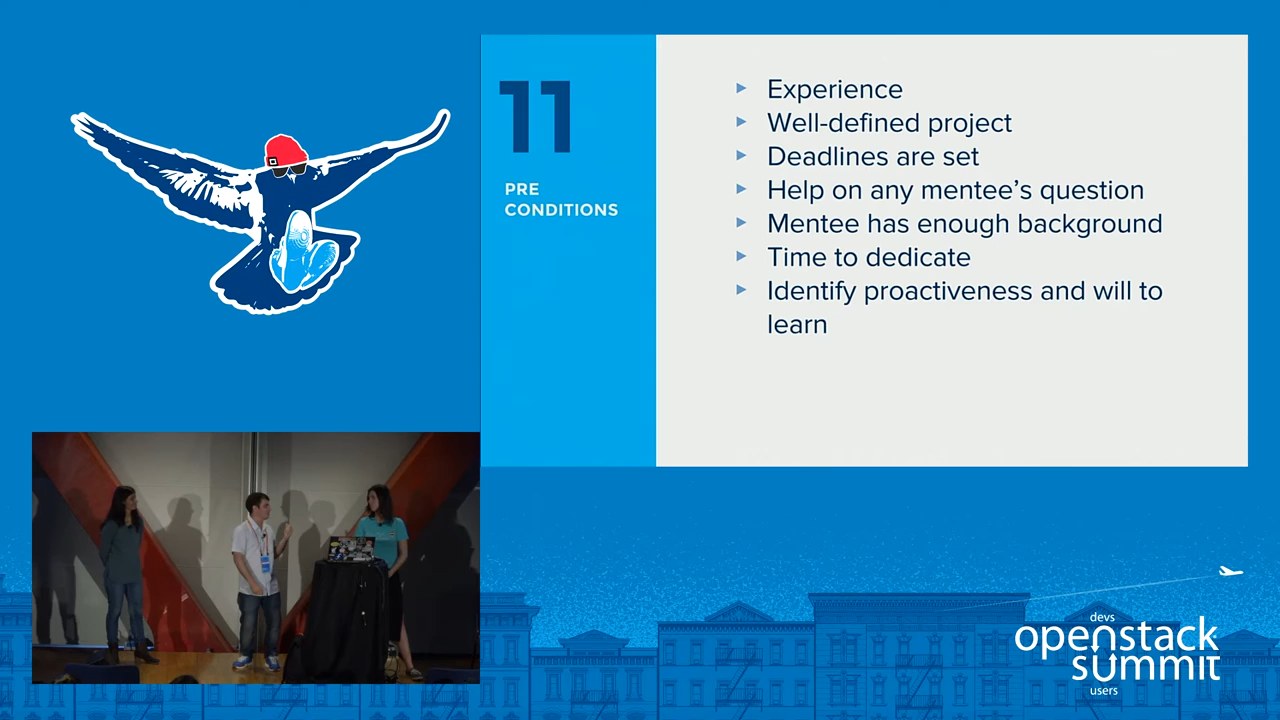 11
PRE
CONDITIONS
Experience
Well-defined project
Deadlines are set
Help on any mentee’s question
Mentee has enough background
Time to dedicate
Identify proactiveness and will to
learn
devs
openstack
summit
users